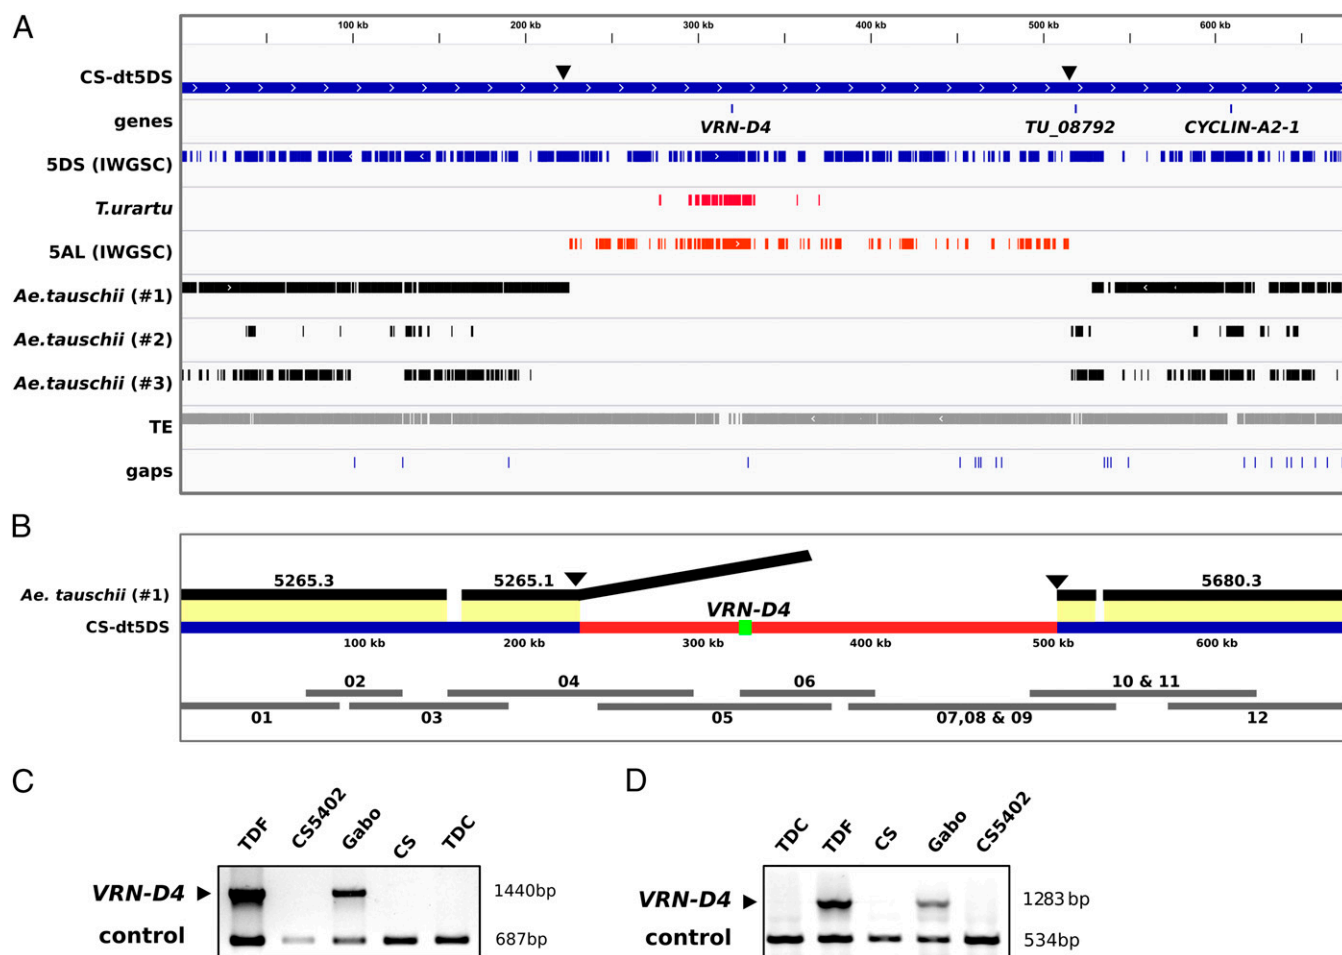 A
100 kb 200 kb 300 kb 400 kb 500 kb 600 kb
CS-dt5DS
genes
VRN-D4 TU_08792 CYCLIN-A2-1
5DS (IWGSC)
T.urartu
5AL (IWGSC)
Ae.tauschii (#1)
Ae.tauschii (#2)
Ae.tauschii (#3)
TE
gaps
B
5265.3 5265.1 5680.3
Ae. tauschii (#1)
VRN-D4
CS-dt5DS
100 kb 200 kb 300 kb 400 kb 500 kb 600 kb
02 04 06 10 & 11
01 03 05 07,08 & 09 12
C
TDF CS5402 Gabo CS TDC
VRN-D4 1440bp
control 687bp
D
TDC TDF CS Gabo CS5402
VRN-D4 1283bp
control 534bp